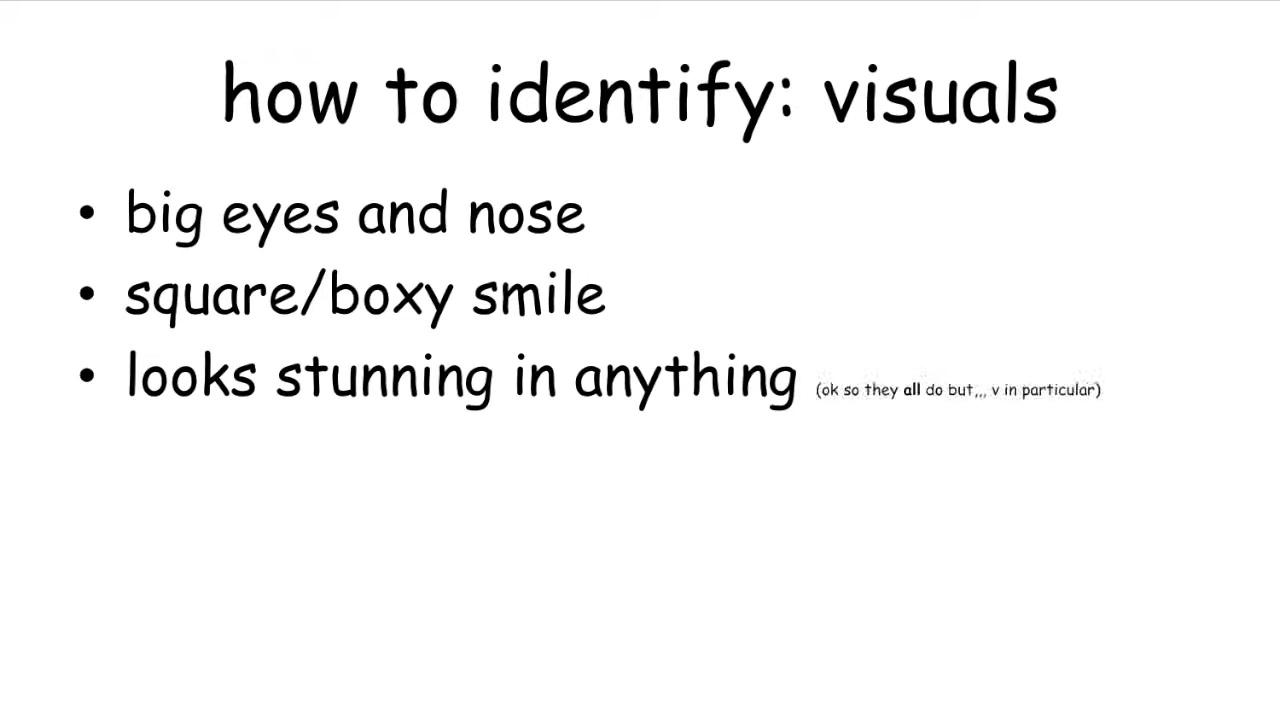 how to identify: visuals
• big eyes and nose
• square/boxy smile
• looks stunning in anything (ok so they all do but,,, v in particular)